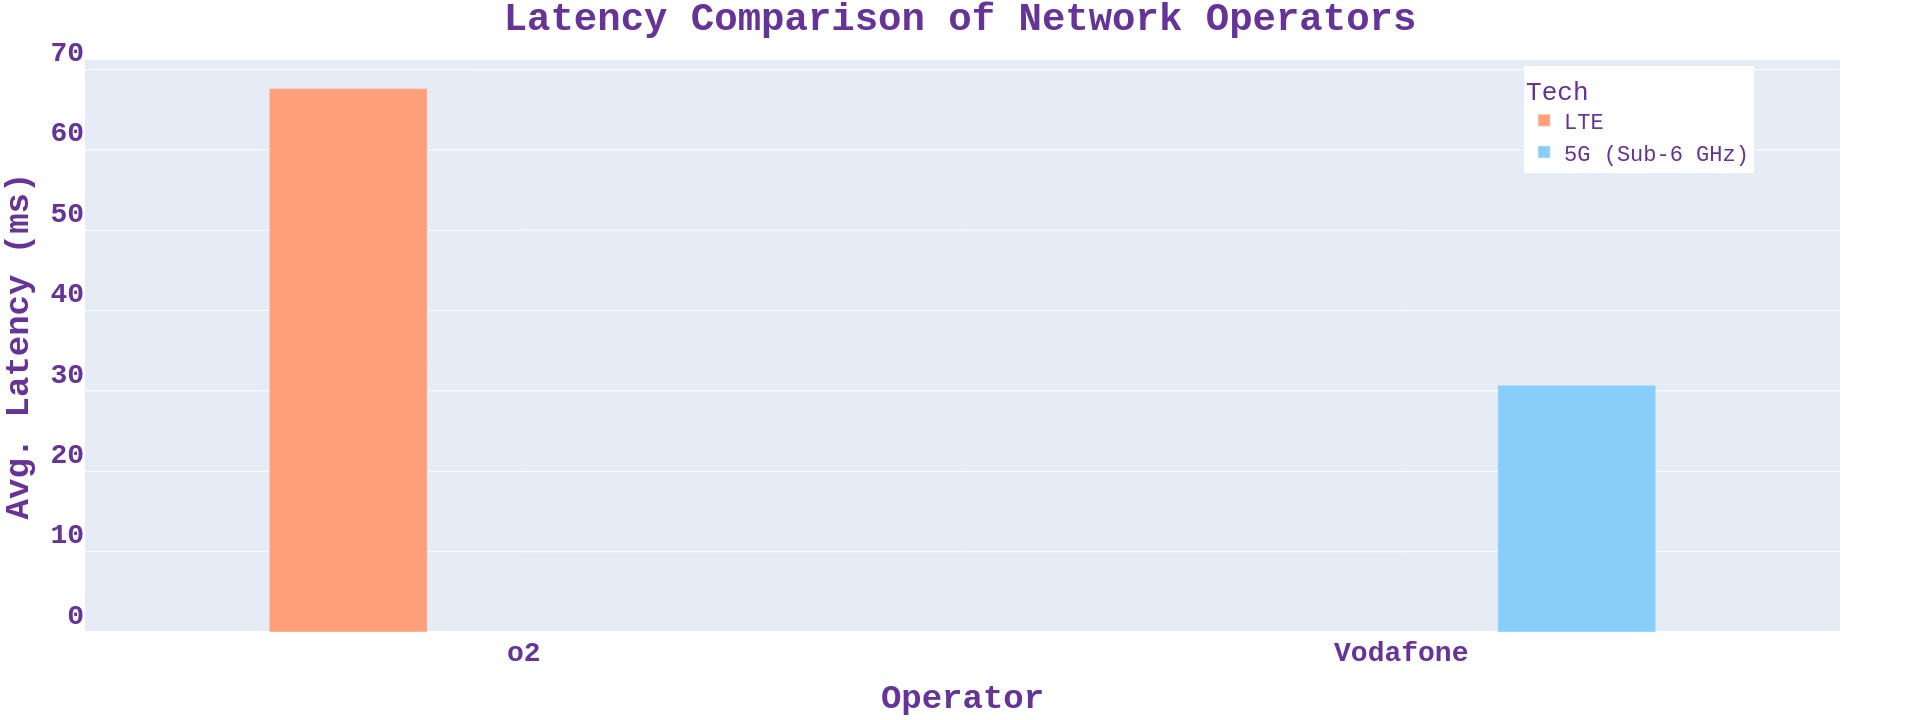 Latency Comparison of Network Operators
70
60
50
40
30
20
10
0
Avg. Latency (ms)
Tech
LTE
5G (Sub-6 GHz)
o2
Vodafone
Operator